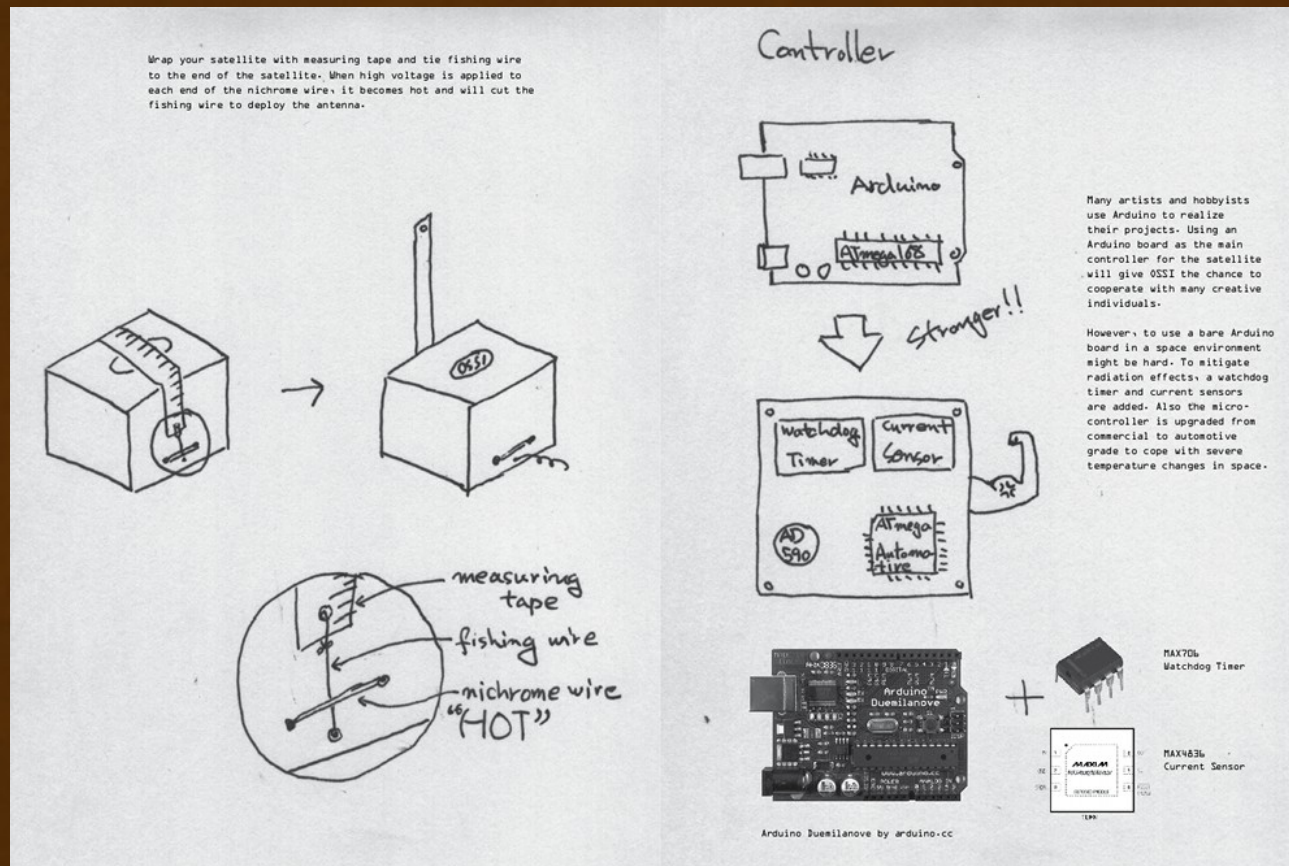 Wrap your satellite with measuring tape and tie fishing wire
to the end of the satellite. When high voltage is applied to
each end of the nichrome wire, it becomes hot and will cut the
fishing wire to deploy the antenna.
OSSI
measuring
tape
fishing wire
nichrome wire
"HOT"
Controller
Arduino
ATmega168
Stronger!!
Many artists and hobbyists
use Arduino to realize
their projects. Using an
Arduino board as the main
controller for the satellite
will give OSSI the chance to
cooperate with many creative
individuals.
However, to use a bare Arduino
board in a space environment
might be hard. To mitigate
radiation effects, a watchdog
timer and current sensors
are added. Also the micro-
controller is upgraded from
commercial to automotive
grade to cope with severe
temperature changes in space.
Watchdog
Timer
Current
Sensor
AD
590
ATmega
Automo-
tive
DIGITAL
Arduino
Duemilanove
www.arduino.cc
POWER
ANALOG IN
Arduino Duemilanove by arduino.cc
+
MAX706
Watchdog Timer
MAXIM
MAX4836
Current Sensor